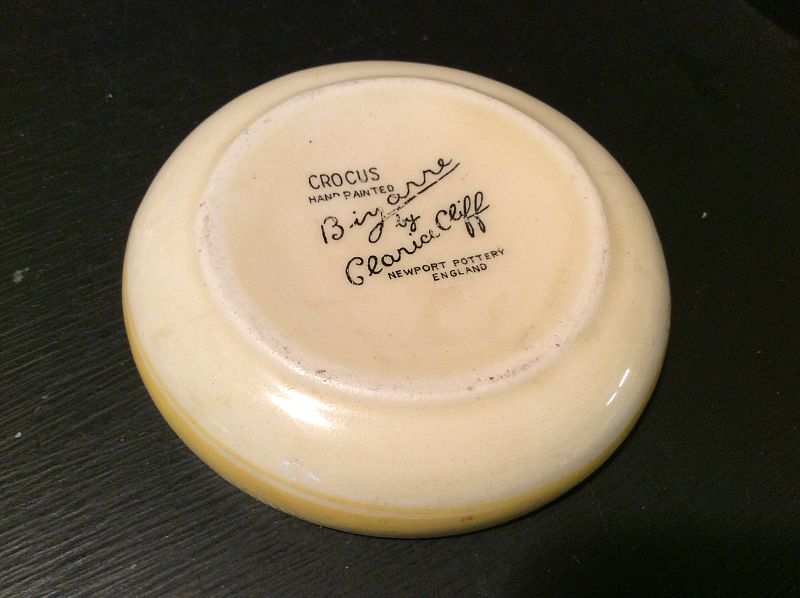 CROCUS
HAND PAINTED
Bizarre
by
Clarice Cliff
NEWPORT POTTERY
ENGLAND